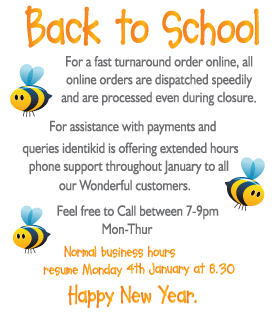 Back to School
For a fast turnaround order online, all
online orders are dispatched speedily
and are processed even during closure.
For assistance with payments and
queries identikid is offering extended hours
phone support throughout January to all
our Wonderful customers.
Feel free to Call between 7-9pm
Mon-Thur
Normal business hours
resume Monday 4th January at 8.30
Happy New Year.